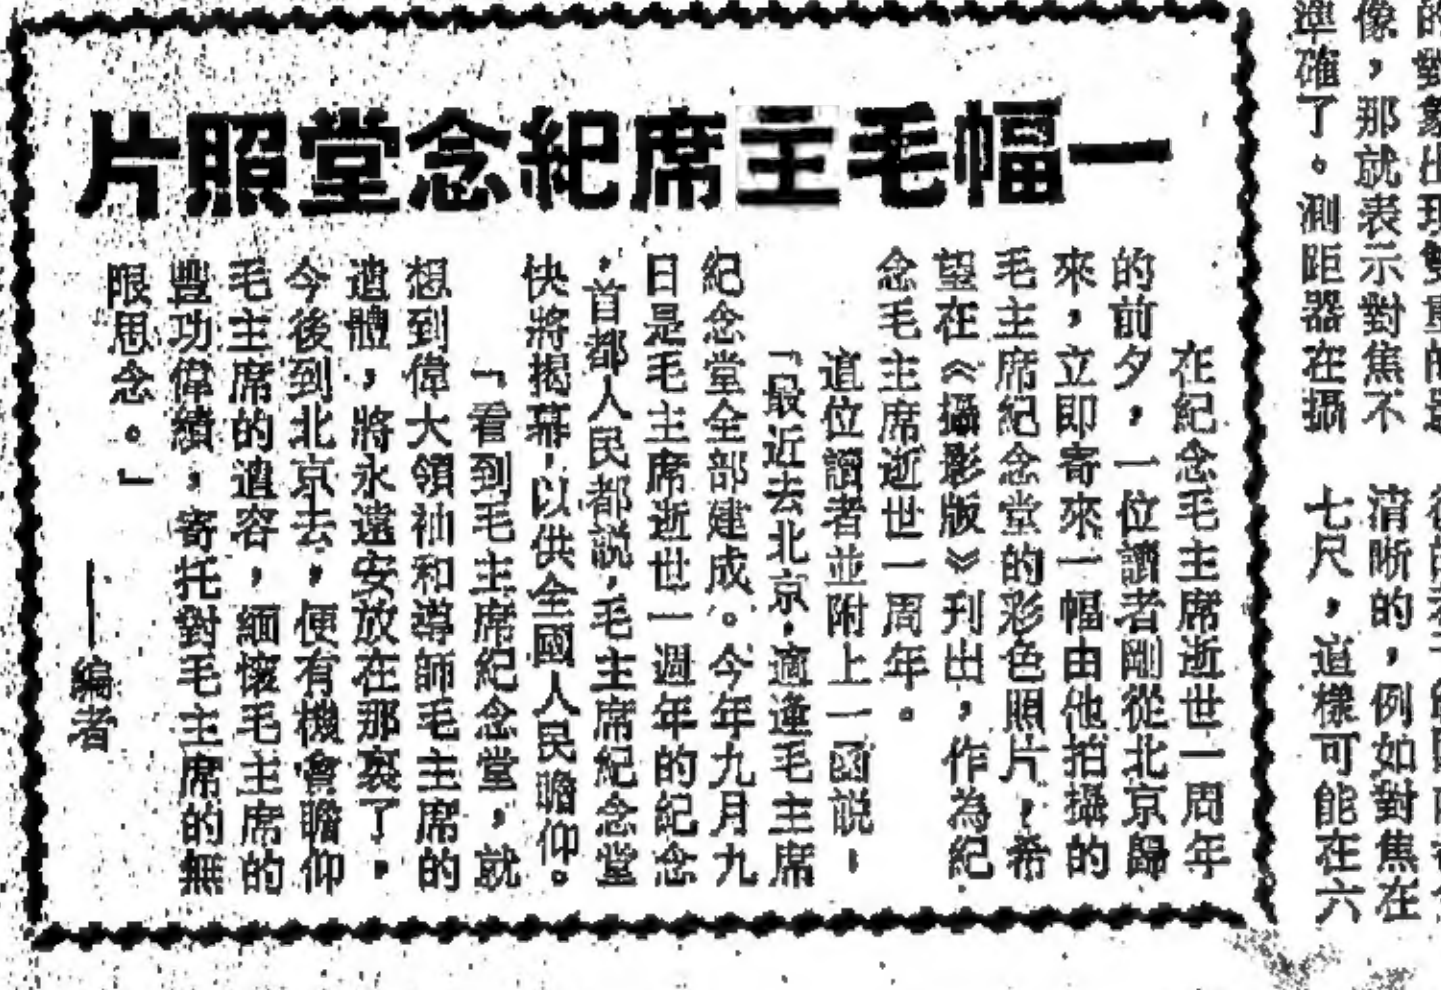 一幅毛主席紀念堂照片
在紀念毛主席逝世一周年
的前夕，一位讀者剛從北京歸
來，立即寄來一幅由他拍攝的
毛主席紀念堂的彩色照片，希
望在《攝影版》刊出，作為紀
念毛主席逝世一周年。
這位讀者並附上一函説，
「最近去北京，適逢毛主席
紀念堂全部建成。今年九月九
日是毛主席逝世一週年的紀念
，首都人民都説，毛主席紀念堂
快將揭幕，以供全國人民瞻仰。
「看到毛主席紀念堂，就
想到偉大領袖和導師毛主席的
遺體，將永遠安放在那裏了。
今後到北京去，便有機會瞻仰
毛主席的遺容，緬懷毛主席的
豐功偉績，寄托對毛主席的無
限思念。」
——編者
的對象出現雙重的
像，那就表示對焦不
準確了。測距器在攝
清晰的，例如對焦在
七尺，這樣可能在六